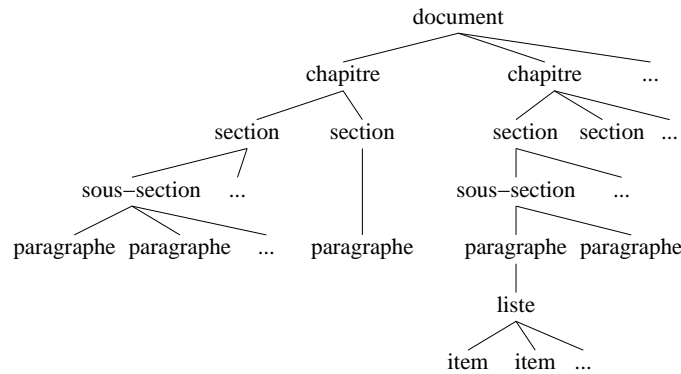 document
chapitre chapitre ...
section section section section ...
sous−section ... sous−section ...
paragraphe paragraphe ... paragraphe paragraphe paragraphe
liste
item item ...